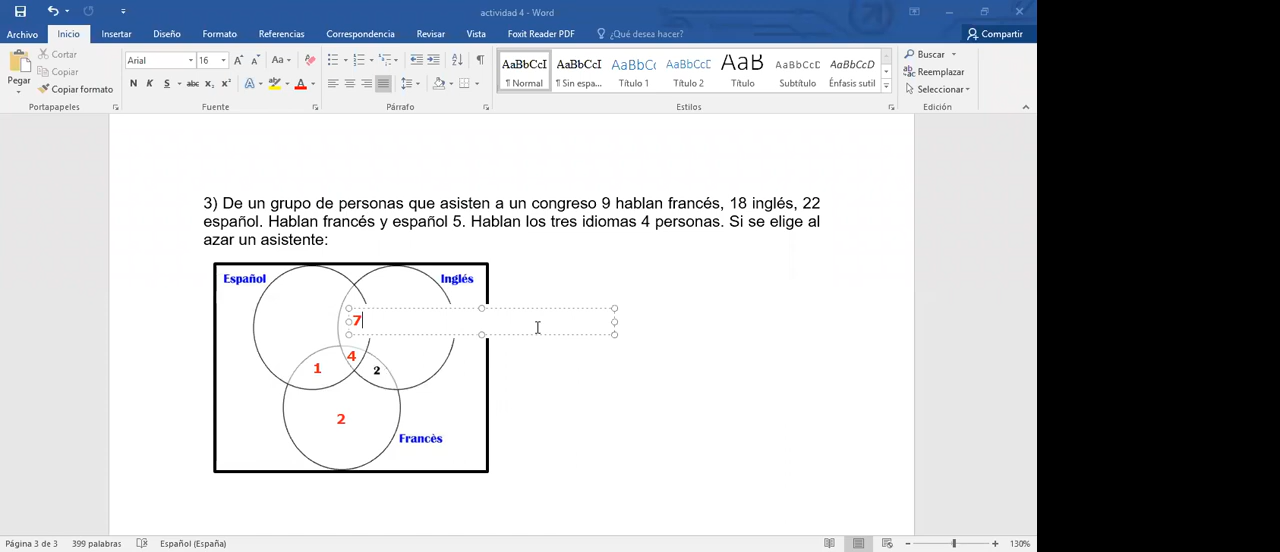 actividad 4 - Word
Archivo Inicio Insertar Diseño Formato Referencias Correspondencia Revisar Vista Foxit Reader PDF ¿Qué desea hacer? Compartir
Pegar
Cortar
Copiar
Copiar formato
Portapapeles
Arial 16
Fuente
Párrafo
AaBbCcI AaBbCcI AaBbCc AaBbCcD AaB AaBbCcD AaBbCcD
¶ Normal ¶ Sin espa... Título 1 Título 2 Título Subtítulo Énfasis sutil
Estilos
Buscar
Reemplazar
Seleccionar
Edición
3) De un grupo de personas que asisten a un congreso 9 hablan francés, 18 inglés, 22
español. Hablan francés y español 5. Hablan los tres idiomas 4 personas. Si se elige al
azar un asistente:
Español Inglés
7
4
1 2
2
Francès
Página 3 de 3 399 palabras Español (España) 130%